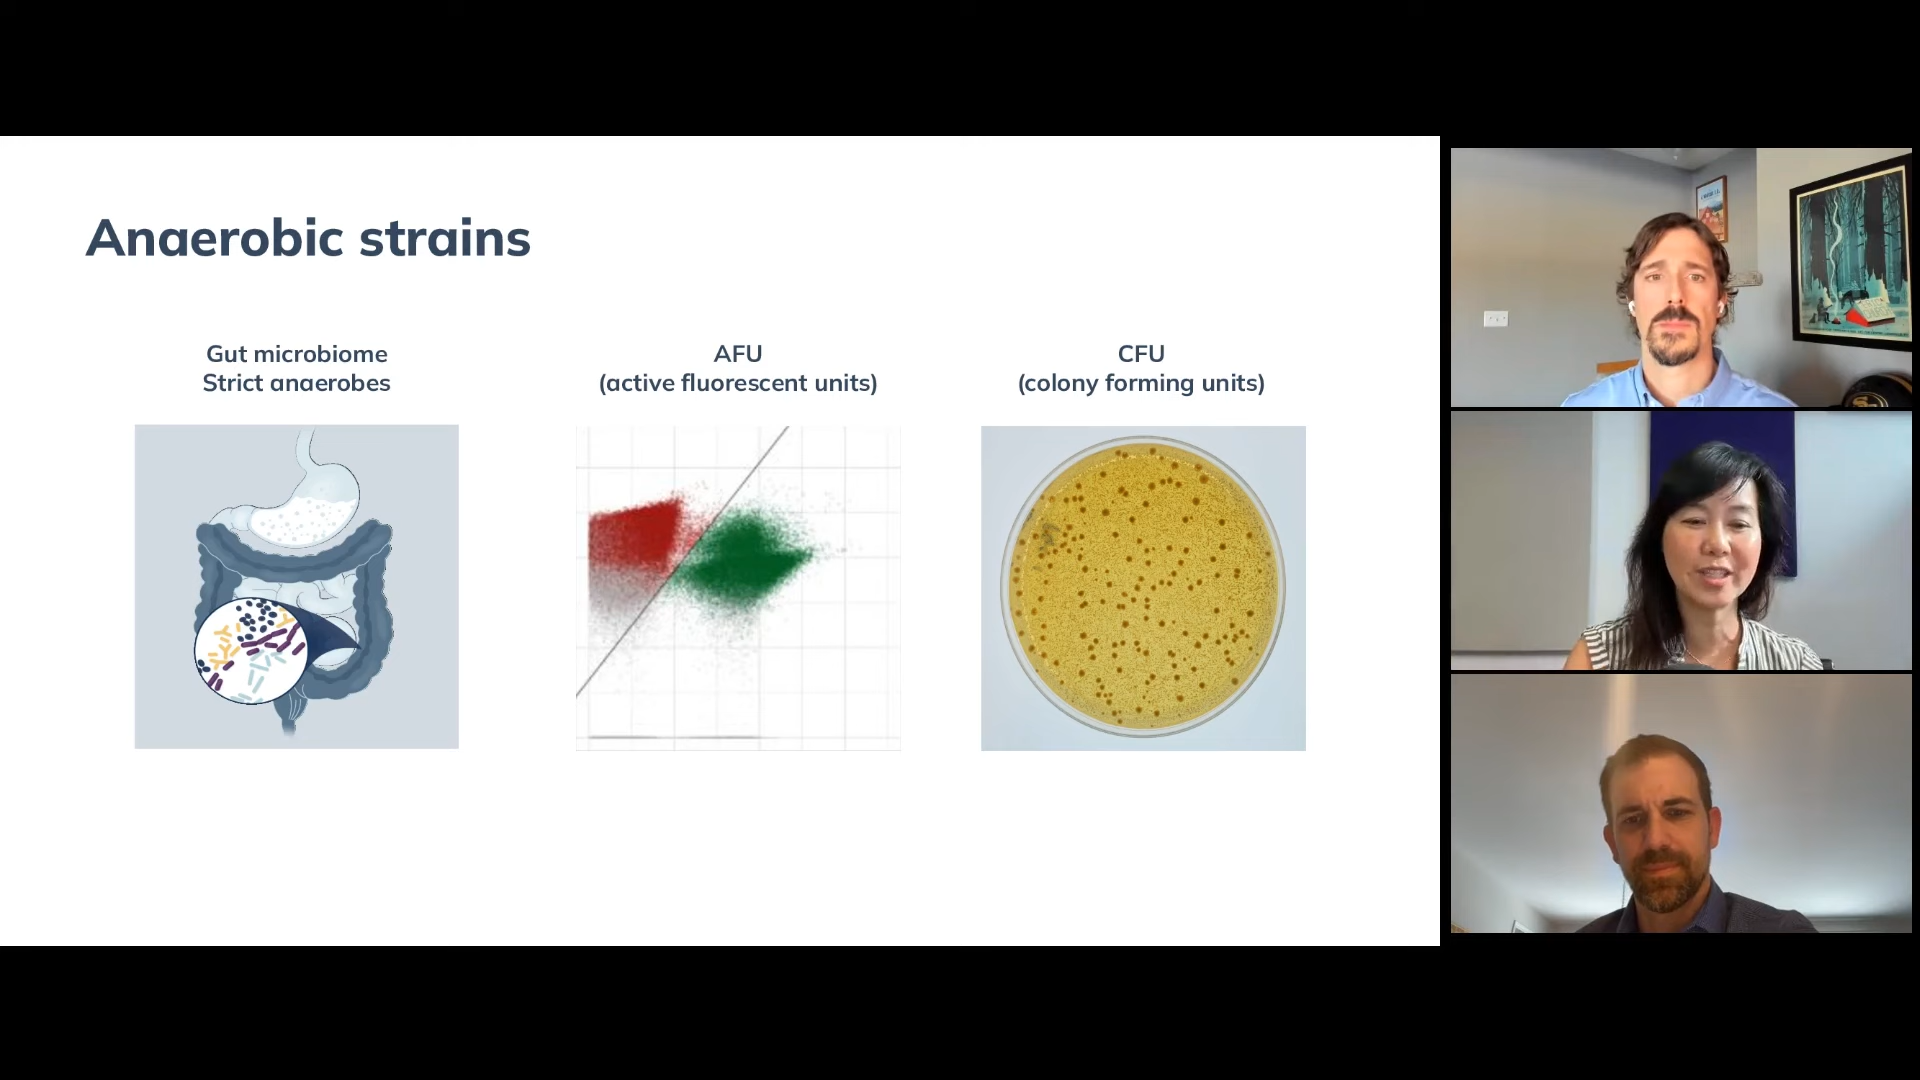 Anaerobic strains
Gut microbiome
Strict anaerobes
AFU
(active fluorescent units)
CFU
(colony forming units)